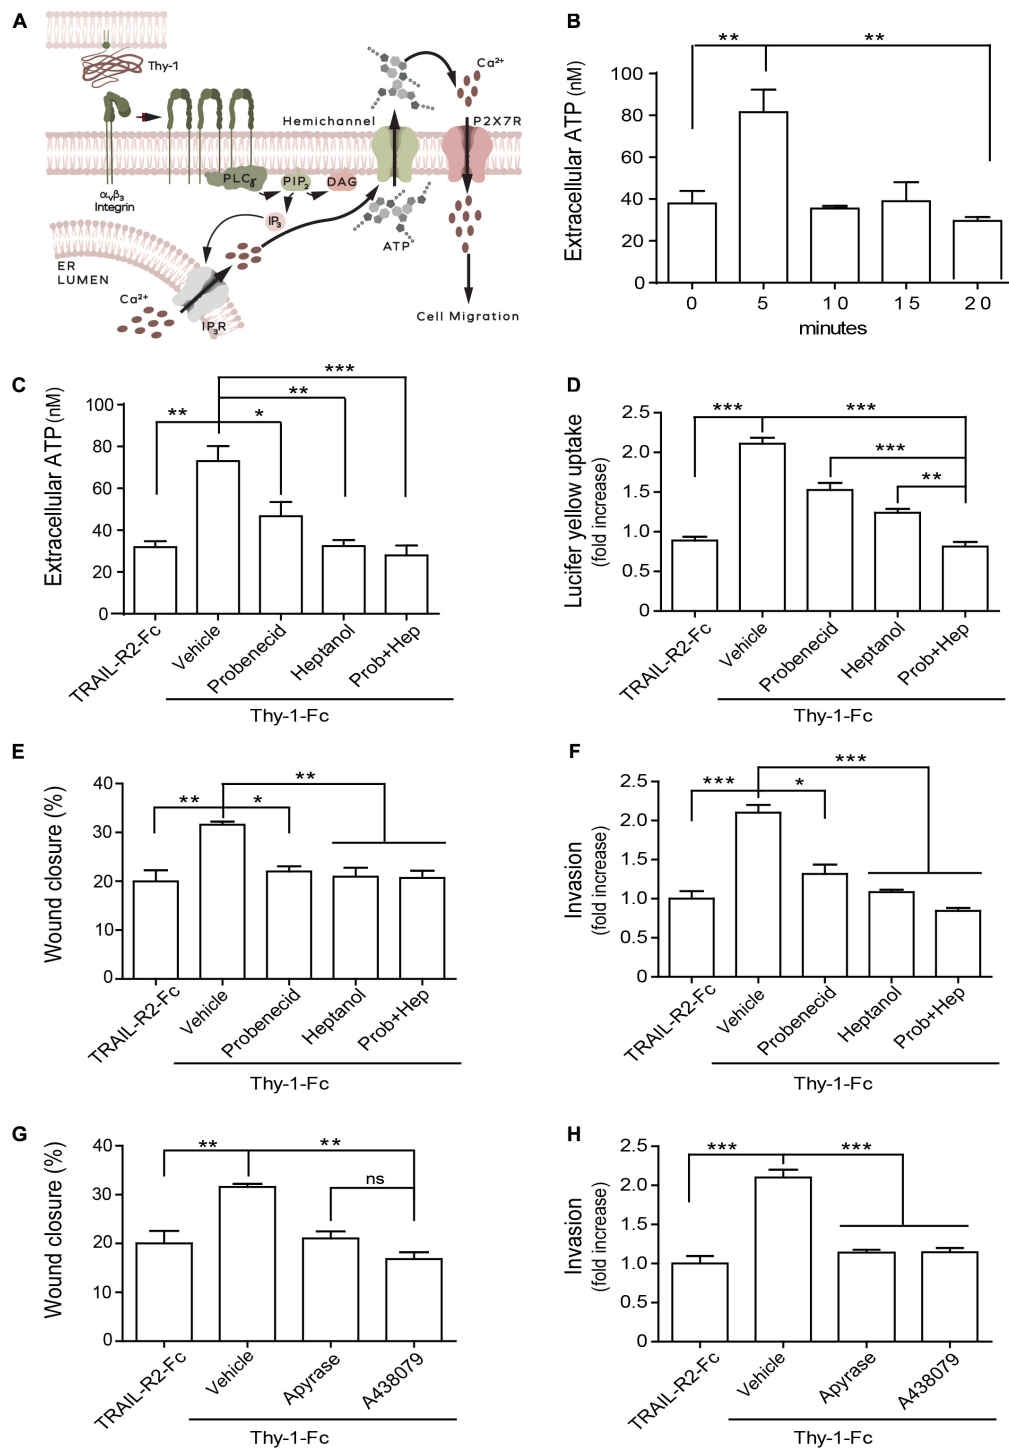 A
Thy-1
Ca²⁺
Hemichannel
P2X7R
PLCγ
PIP₂
DAG
αvβ₃
Integrin
IP₃
ATP
ER
LUMEN
Ca²⁺
IP₃R
Cell Migration
B
** **
Extracellular ATP (nM)
100
80
60
40
20
0
0 5 10 15 20
minutes
C
***
**
** *
Extracellular ATP (nM)
100
80
60
40
20
0
TRAIL-R2-Fc Vehicle Probenecid Heptanol Prob+Hep
Thy-1-Fc
D
*** ***
***
**
Lucifer yellow uptake
(fold increase)
2.5
2.0
1.5
1.0
0.5
0
TRAIL-R2-Fc Vehicle Probenecid Heptanol Prob+Hep
Thy-1-Fc
E
**
** *
Wound closure (%)
40
30
20
10
0
TRAIL-R2-Fc Vehicle Probenecid Heptanol Prob+Hep
Thy-1-Fc
F
***
*** *
Invasion
(fold increase)
2.5
2.0
1.5
1.0
0.5
0
TRAIL-R2-Fc Vehicle Probenecid Heptanol Prob+Hep
Thy-1-Fc
G
** **
ns
Wound closure (%)
40
30
20
10
0
TRAIL-R2-Fc Vehicle Apyrase A438079
Thy-1-Fc
H
*** ***
Invasion
(fold increase)
2.5
2.0
1.5
1.0
0.5
0
TRAIL-R2-Fc Vehicle Apyrase A438079
Thy-1-Fc